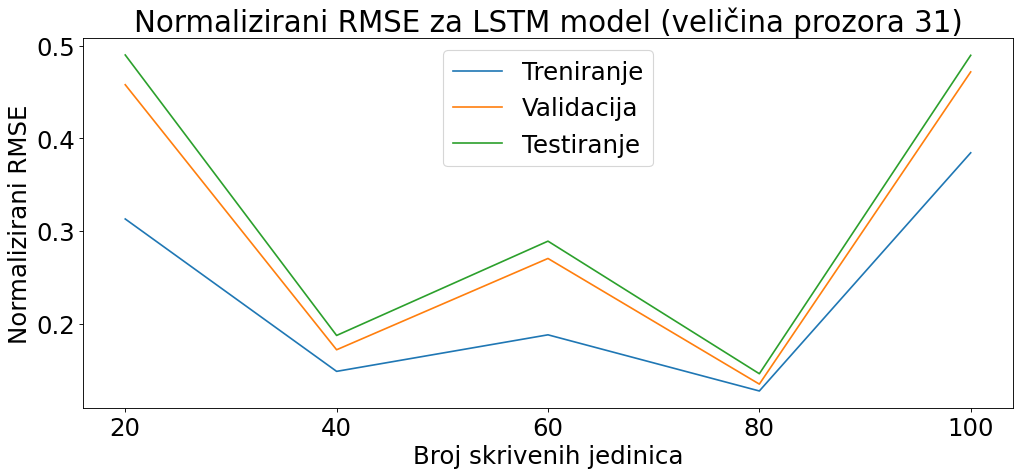 Normalizirani RMSE za LSTM model (veličina prozora 31)
Normalizirani RMSE
0.5
0.4
0.3
0.2
Treniranje
Validacija
Testiranje
20 40 60 80 100
Broj skrivenih jedinica